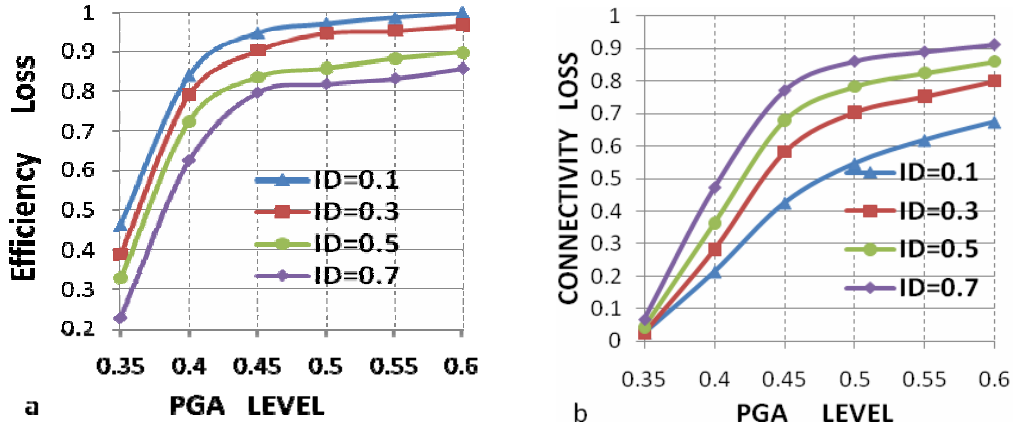 Efficiency Loss
1
0.9
0.8
0.7
0.6
0.5
0.4
0.3
0.2
ID=0.1
ID=0.3
ID=0.5
ID=0.7
0.35 0.4 0.45 0.5 0.55 0.6
a PGA LEVEL
CONNECTIVITY LOSS
1
0.9
0.8
0.7
0.6
0.5
0.4
0.3
0.2
0.1
0
ID=0.1
ID=0.3
ID=0.5
ID=0.7
0.35 0.4 0.45 0.5 0.55 0.6
b PGA LEVEL